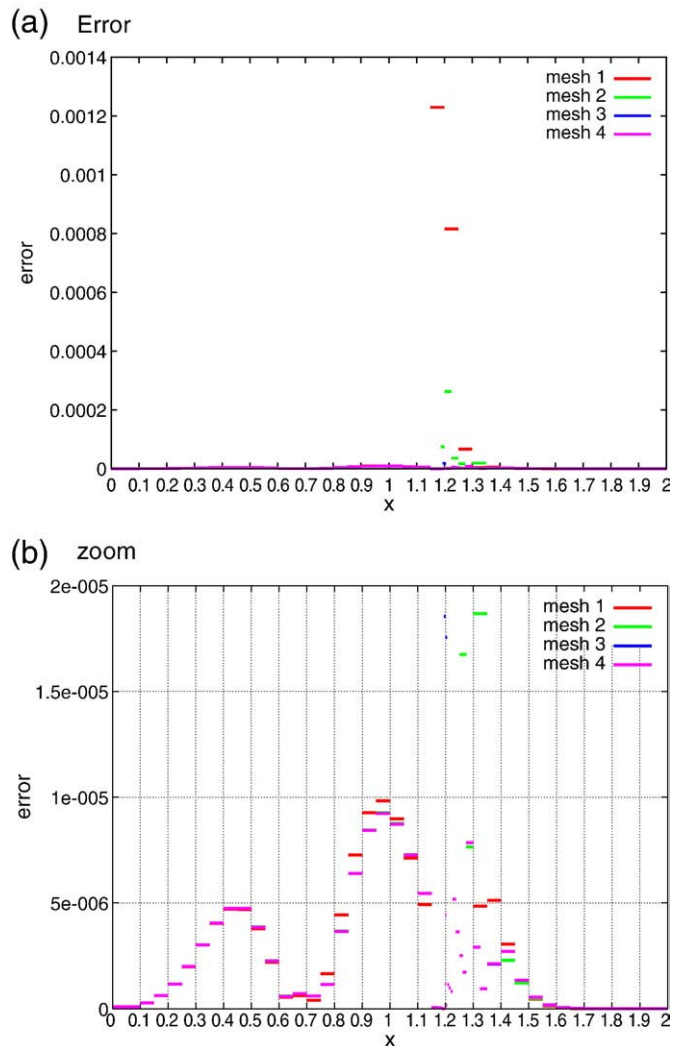 (a) Error
0.0014
0.0012
0.001
0.0008
0.0006
0.0004
0.0002
0
error
mesh 1
mesh 2
mesh 3
mesh 4
0 0.1 0.2 0.3 0.4 0.5 0.6 0.7 0.8 0.9 1 1.1 1.2 1.3 1.4 1.5 1.6 1.7 1.8 1.9 2
x
(b) zoom
2e-005
1.5e-005
1e-005
5e-006
0
error
mesh 1
mesh 2
mesh 3
mesh 4
0 0.1 0.2 0.3 0.4 0.5 0.6 0.7 0.8 0.9 1 1.1 1.2 1.3 1.4 1.5 1.6 1.7 1.8 1.9 2
x